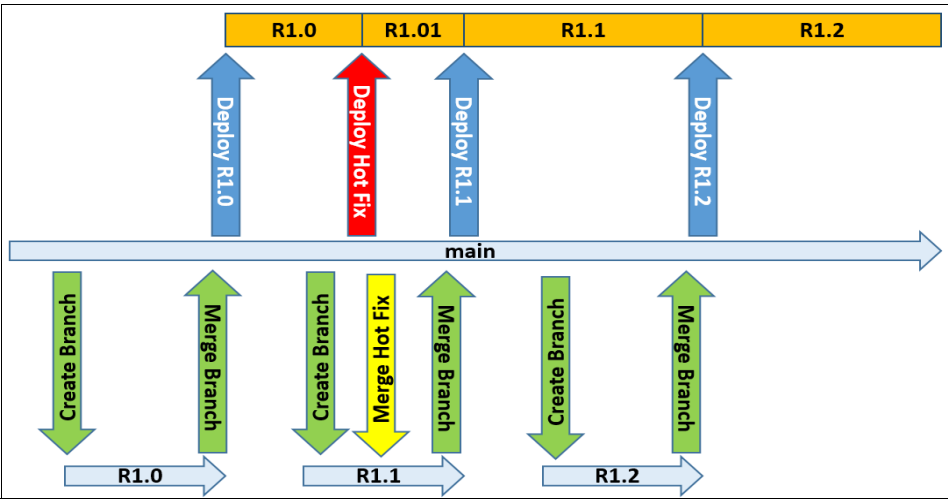 R1.0
R1.01
R1.1
R1.2
Deploy R1.0
Deploy Hot Fix
Deploy R1.1
Deploy R1.2
main
Create Branch
Merge Branch
Create Branch
Merge Hot Fix
Merge Branch
Create Branch
Merge Branch
R1.0
R1.1
R1.2